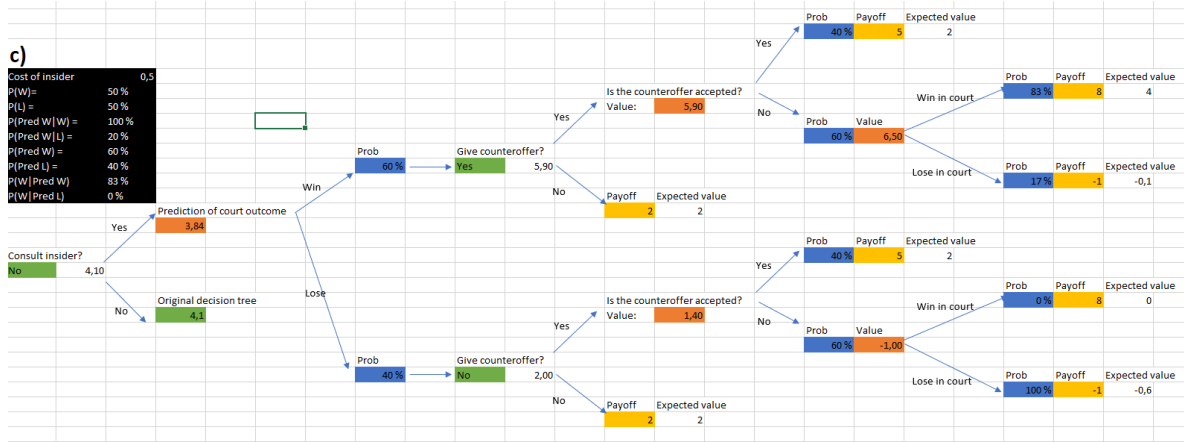 Prob Payoff Expected value
40 % 5 2
Yes
c)
Cost of insider 0,5
P(W)= 50 %
P(L) = 50 %
P(Pred W|W) = 100 %
P(Pred W|L) = 20 %
P(Pred W) = 60 %
P(Pred L) = 40 %
P(W|Pred W) 83 %
P(W|Pred L) 0 %
Is the counteroffer accepted?
Value: 5,90
Prob Payoff Expected value
83 % 8 4
Win in court
No
Yes
Prob Value
60 % 6,50
Prob Give counteroffer?
60 % Yes 5,90
Lose in court
Prob Payoff Expected value
17 % -1 -0,1
Win
No
Payoff Expected value
2 2
Prediction of court outcome
3,84
Yes
Prob Payoff Expected value
40 % 5 2
Consult insider?
No 4,10
Yes
Lose
Prob Payoff Expected value
0 % 8 0
Original decision tree
4,1
No
Is the counteroffer accepted?
Value: 1,40
Win in court
No
Yes
Prob Value
60 % -1,00
Prob Give counteroffer?
40 % No 2,00
Lose in court
Prob Payoff Expected value
100 % -1 -0,6
No
Payoff Expected value
2 2